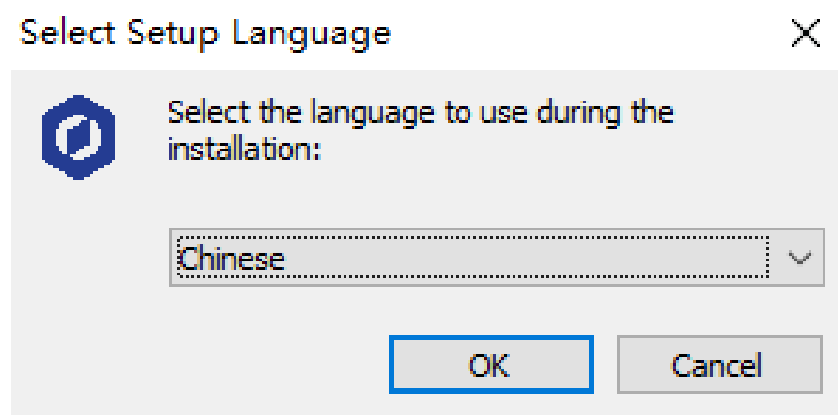 Select Setup Language
Select the language to use during the
installation:
Chinese
OK
Cancel